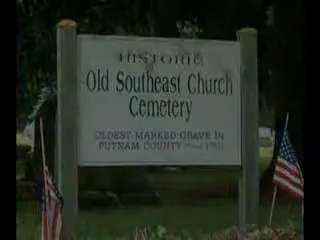 HISTORIC
Old Southeast Church
Cemetery
OLDEST MARKED GRAVE IN
PUTNAM COUNTY